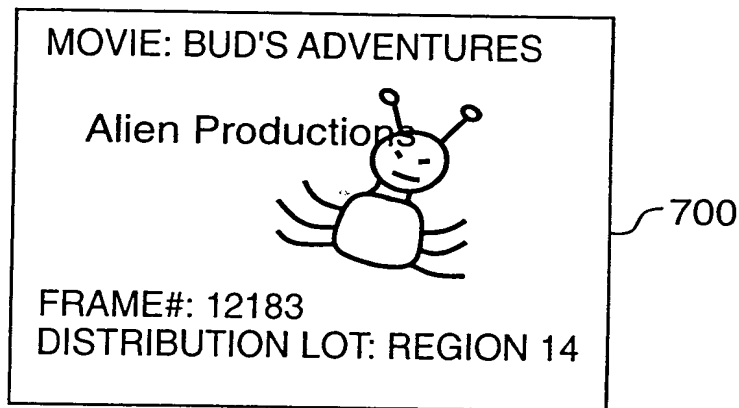 MOVIE: BUD'S ADVENTURES
Alien Productions
700
FRAME#: 12183
DISTRIBUTION LOT: REGION 14